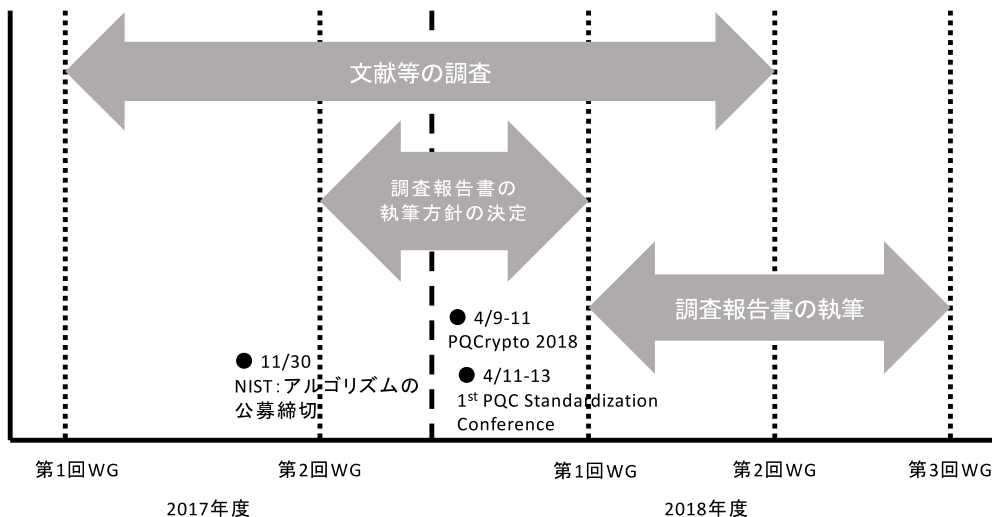 文献等の調査
調査報告書の
執筆方針の決定
調査報告書の執筆
● 4/9-11
PQCrypto 2018
● 11/30
NIST:アルゴリズムの
公募締切
● 4/11-13
1st PQC Standardization
Conference
第1回WG
第2回WG
第1回WG
第2回WG
第3回WG
2017年度
2018年度